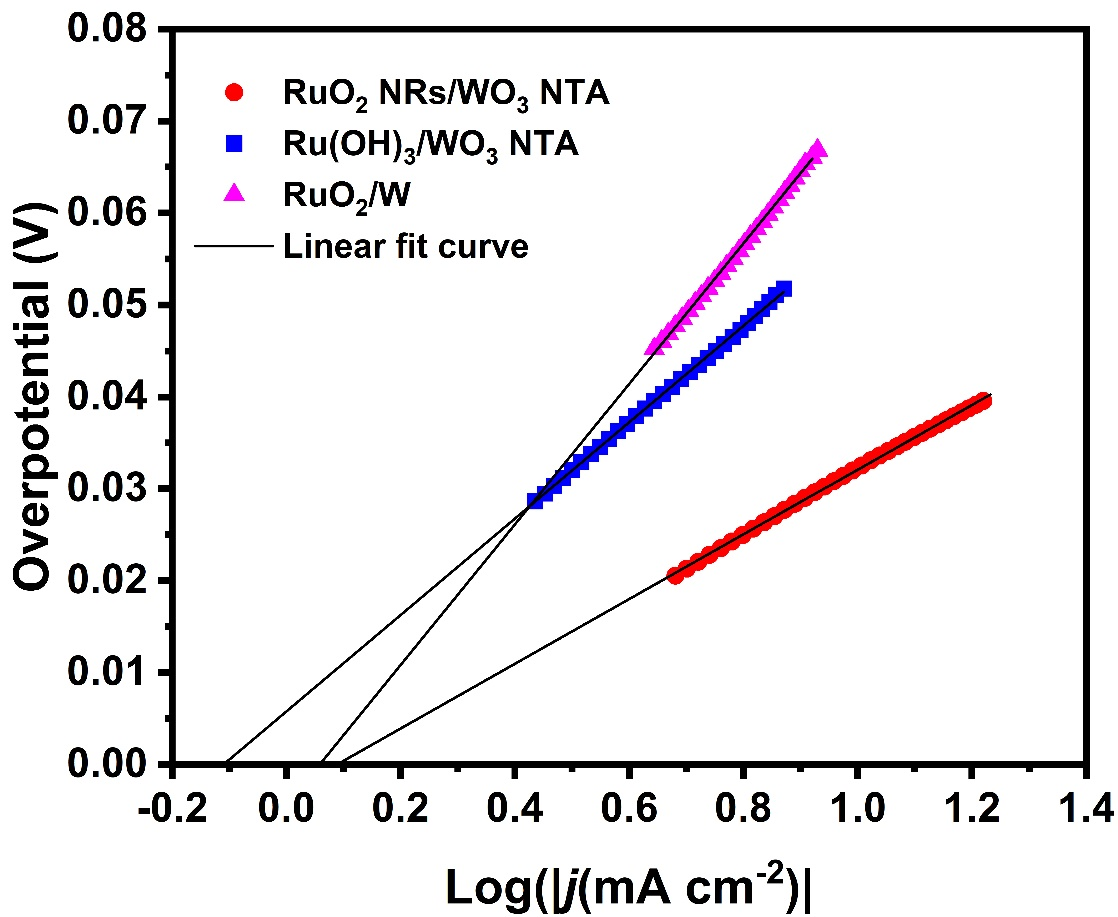 0.08
0.07
0.06
0.05
0.04
0.03
0.02
0.01
0.00
Overpotential (V)
RuO2 NRs/WO3 NTA
Ru(OH)3/WO3 NTA
RuO2/W
Linear fit curve
-0.2 0.0 0.2 0.4 0.6 0.8 1.0 1.2 1.4
Log(|j(mA cm-2)|